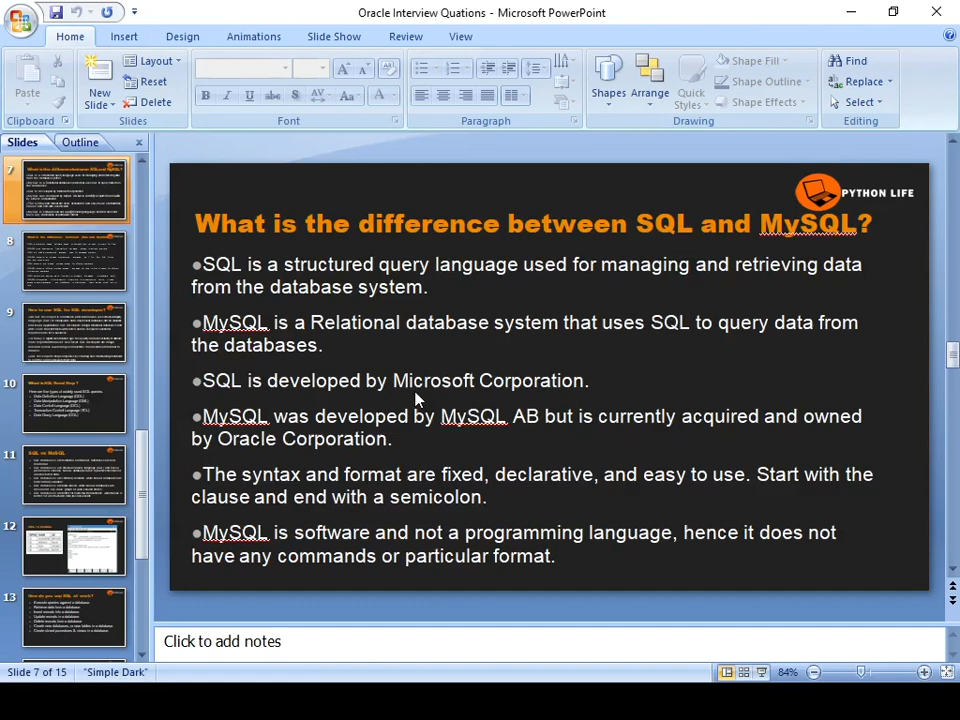 Oracle Interview Quations - Microsoft PowerPoint
Home Insert Design Animations Slide Show Review View
Paste
New Slide
Layout
Reset
Delete
Shapes Arrange Quick Styles
Shape Fill
Shape Outline
Shape Effects
Find
Replace
Select
Clipboard Slides Font Paragraph Drawing Editing
Slides Outline
PYTHON LIFE
What is the difference between SQL and MySQL?
●SQL is a structured query language used for managing and retrieving data
from the database system.
●MySQL is a Relational database system that uses SQL to query data from
the databases.
●SQL is developed by Microsoft Corporation.
●MySQL was developed by MySQL AB but is currently acquired and owned
by Oracle Corporation.
●The syntax and format are fixed, declarative, and easy to use. Start with the
clause and end with a semicolon.
●MySQL is software and not a programming language, hence it does not
have any commands or particular format.
7
8
9
10
11
SQL vs NoSQL
12
13
Click to add notes
Slide 7 of 15 "Simple Dark" 84%